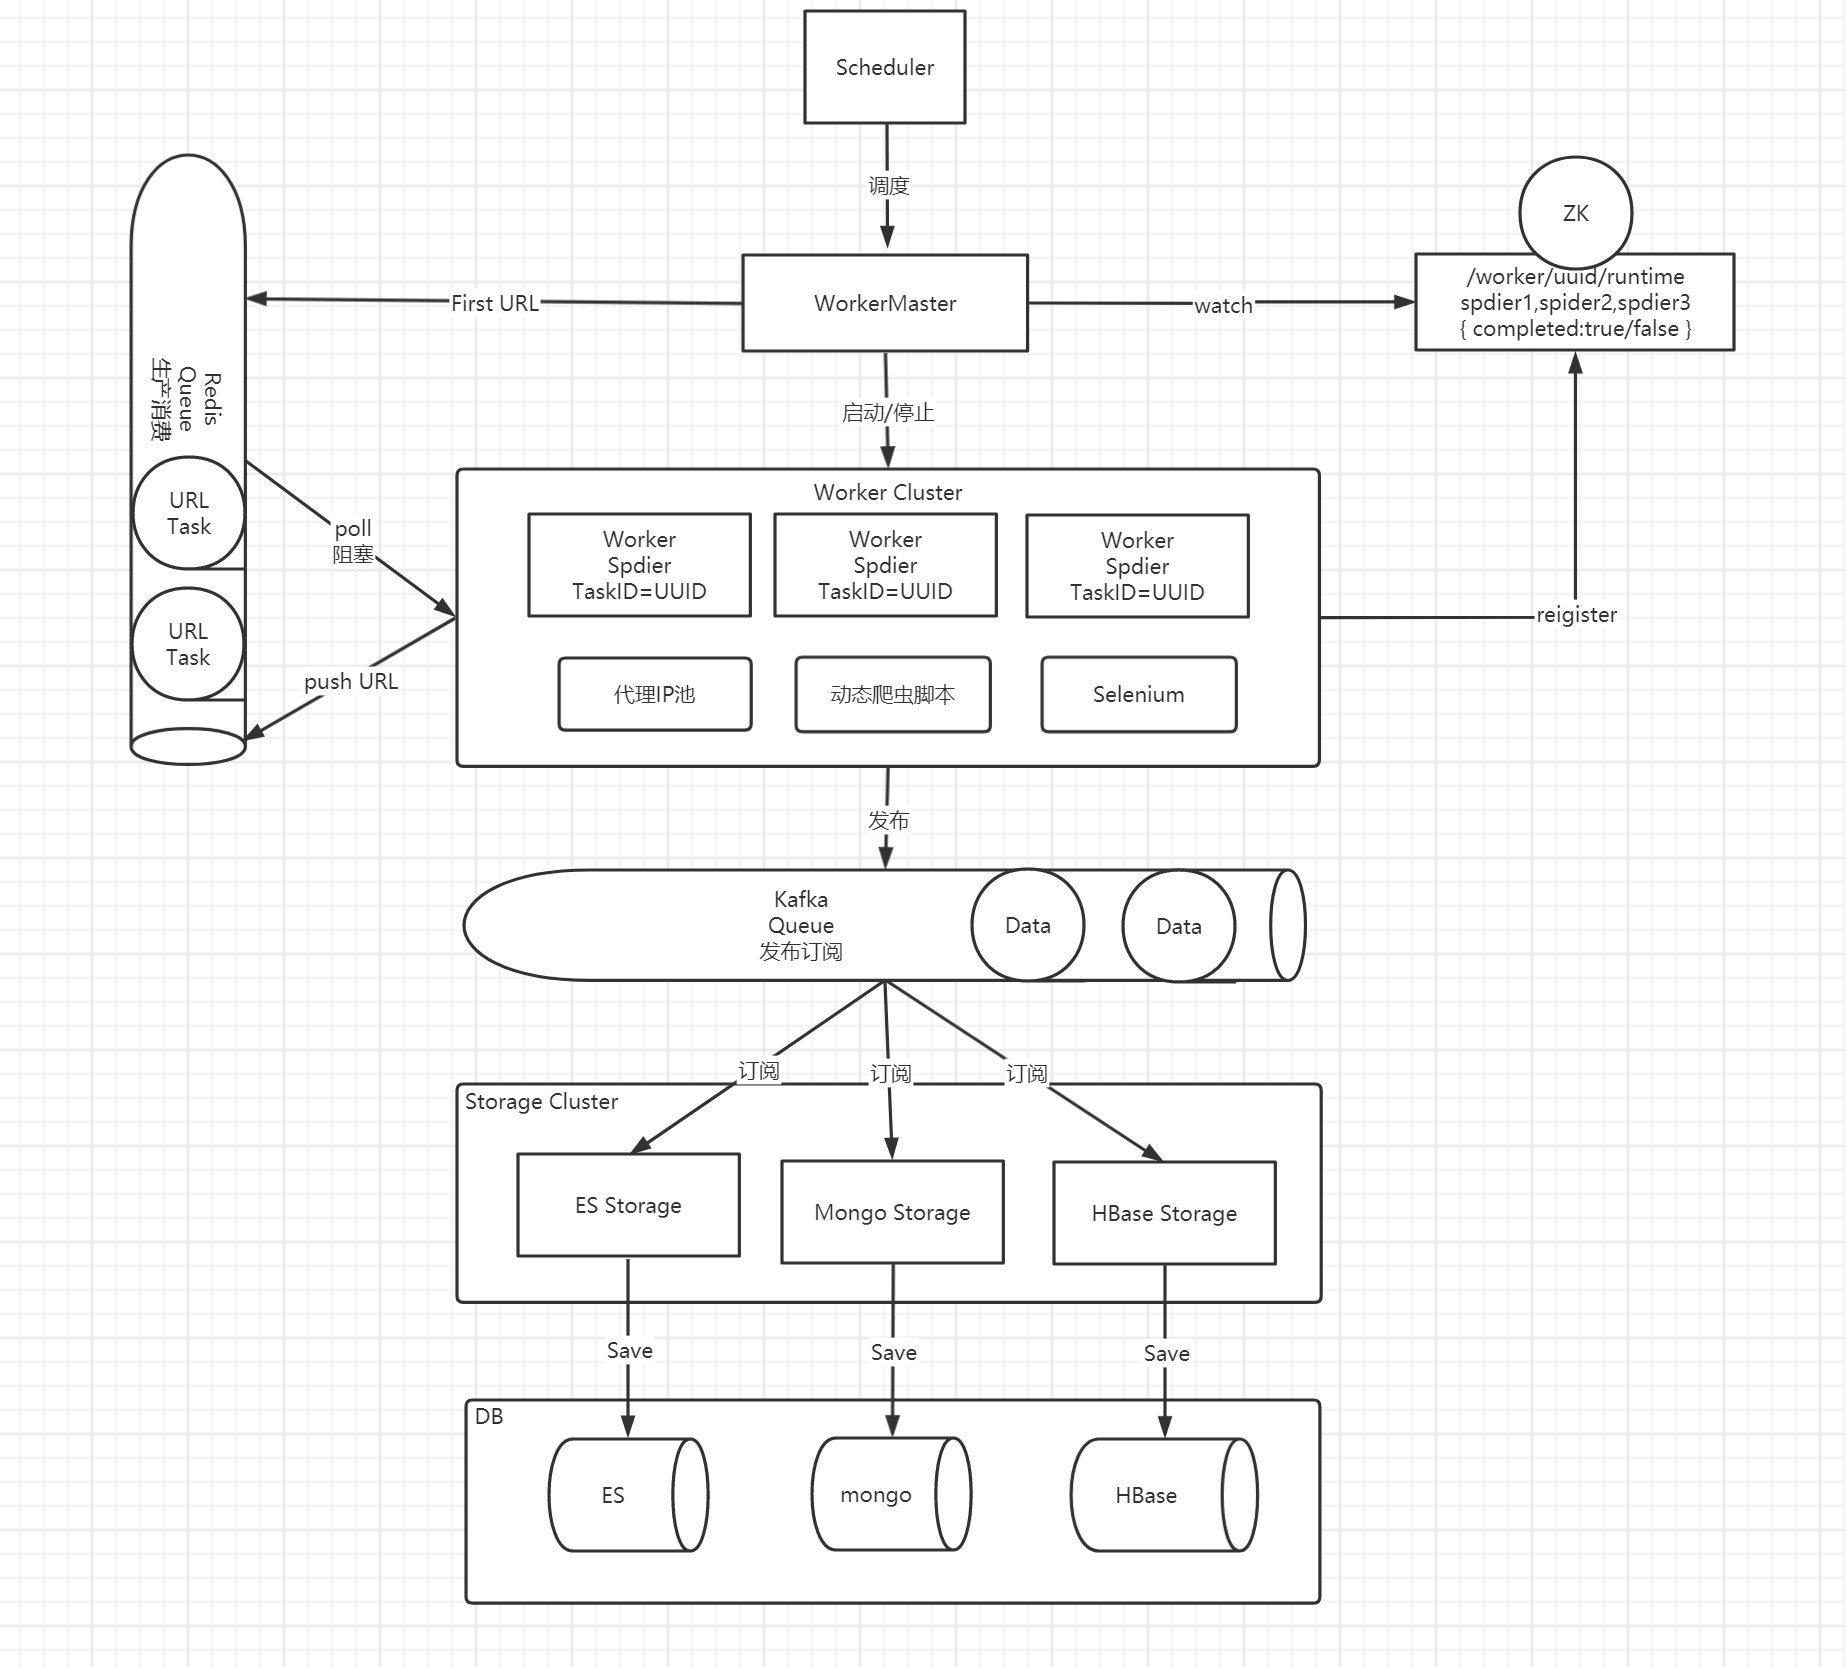 Scheduler
调度
ZK
/worker/uuid/runtime
spdier1,spider2,spdier3
{ completed:true/false }
WorkerMaster
First URL
watch
Redis
Queue
生产消费
启动/停止
URL
Task
URL
Task
poll
阻塞
push URL
Worker Cluster
Worker
Spdier
TaskID=UUID
Worker
Spdier
TaskID=UUID
Worker
Spdier
TaskID=UUID
代理IP池
动态爬虫脚本
Selenium
reigister
发布
Kafka
Queue
发布订阅
Data
Data
订阅
订阅
订阅
Storage Cluster
ES Storage
Mongo Storage
HBase Storage
Save
Save
Save
DB
ES
mongo
HBase